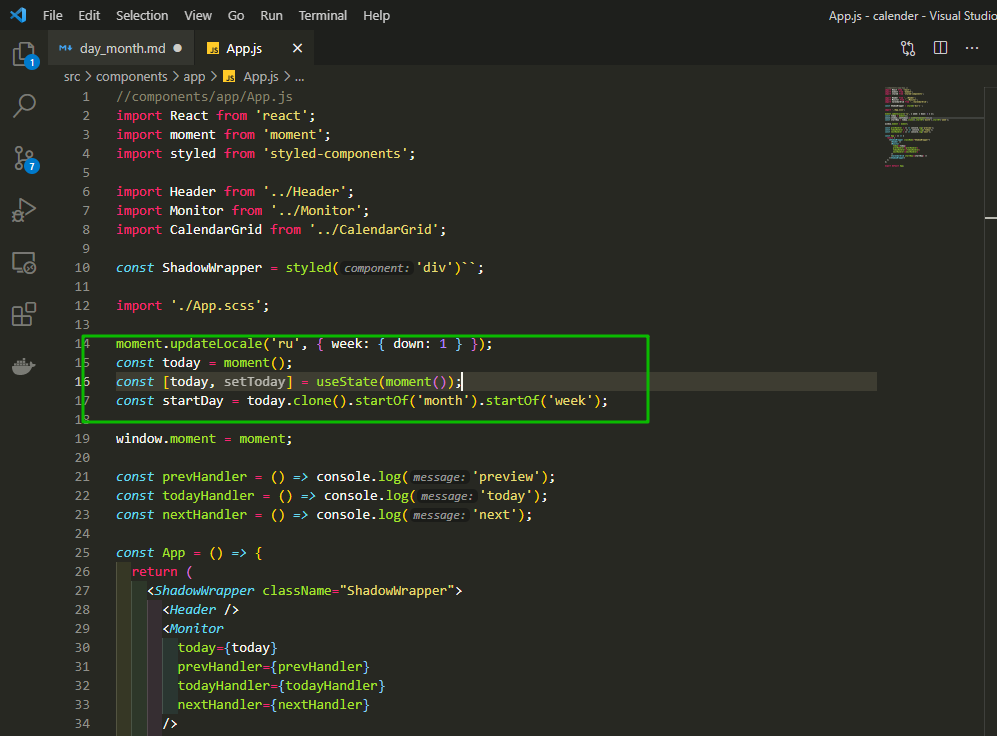 File Edit Selection View Go Run Terminal Help App.js - calender - Visual Studio
day_month.md ● JS App.js ×
src > components > app > JS App.js > ...
1 //components/app/App.js
2 import React from 'react';
3 import moment from 'moment';
4 import styled from 'styled-components';
5
6 import Header from '../Header';
7 import Monitor from '../Monitor';
8 import CalendarGrid from '../CalendarGrid';
9
10 const ShadowWrapper = styled( component: 'div')``;
11
12 import './App.scss';
13
14 moment.updateLocale('ru', { week: { down: 1 } });
15 const today = moment();
16 const [today, setToday] = useState(moment());
17 const startDay = today.clone().startOf('month').startOf('week');
18
19 window.moment = moment;
20
21 const prevHandler = () => console.log( message: 'preview');
22 const todayHandler = () => console.log( message: 'today');
23 const nextHandler = () => console.log( message: 'next');
24
25 const App = () => {
26 return (
27 <ShadowWrapper className="ShadowWrapper">
28 <Header />
29 <Monitor
30 today={today}
31 prevHandler={prevHandler}
32 todayHandler={todayHandler}
33 nextHandler={nextHandler}
34 />
1
7